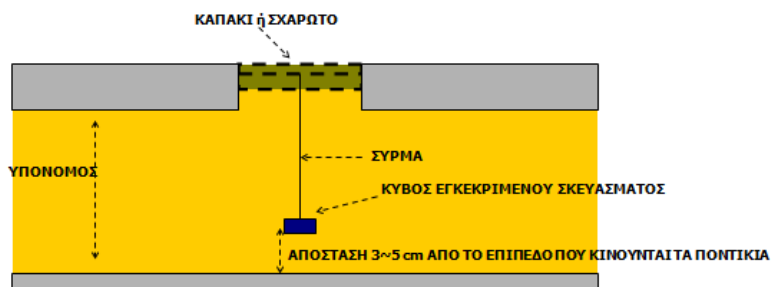 ΚΑΠΑΚΙ ή ΣΧΑΡΩΤΟ
ΥΠΟΝΟΜΟΣ
ΣΥΡΜΑ
ΚΥΒΟΣ ΕΓΚΕΚΡΙΜΕΝΟΥ ΣΚΕΥΑΣΜΑΤΟΣ
ΑΠΟΣΤΑΣΗ 3~5 cm ΑΠΟ ΤΟ ΕΠΙΠΕΔΟ ΠΟΥ ΚΙΝΟΥΝΤΑΙ ΤΑ ΠΟΝΤΙΚΙΑ